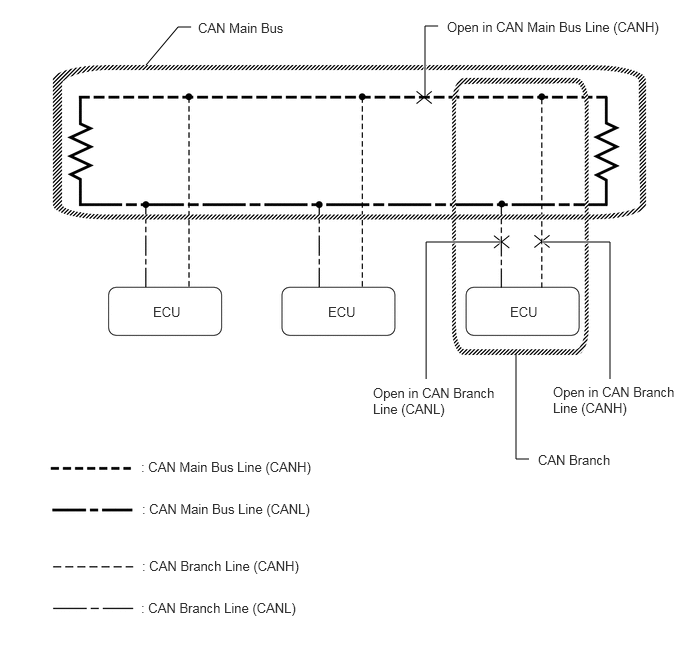 CAN Main Bus
Open in CAN Main Bus Line (CANH)
ECU
ECU
ECU
Open in CAN Branch
Line (CANL)
Open in CAN Branch
Line (CANH)
CAN Branch
: CAN Main Bus Line (CANH)
: CAN Main Bus Line (CANL)
: CAN Branch Line (CANH)
: CAN Branch Line (CANL)